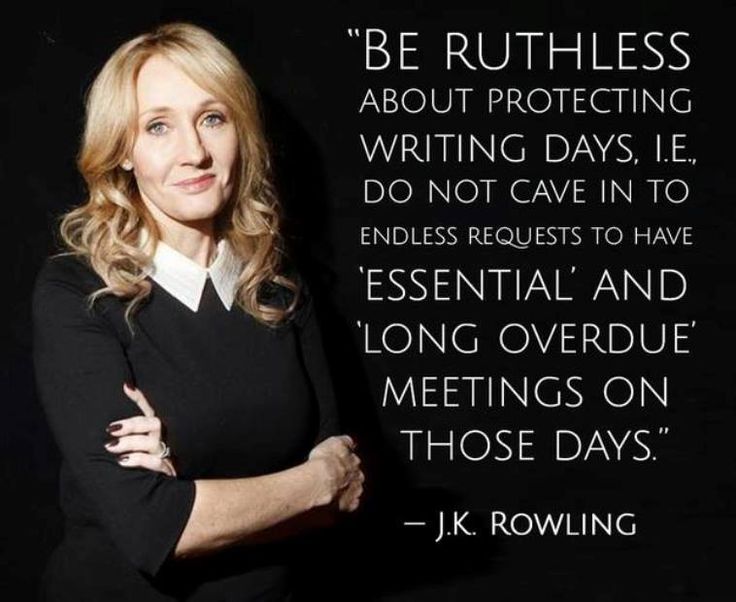 “BE RUTHLESS
ABOUT PROTECTING
WRITING DAYS, I.E.,
DO NOT CAVE IN TO
ENDLESS REQUESTS TO HAVE
‘ESSENTIAL’ AND
‘LONG OVERDUE’
MEETINGS ON
THOSE DAYS.”
– J.K. ROWLING